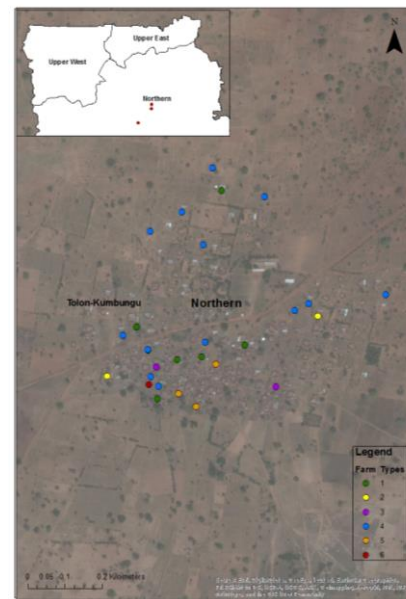 Upper East
Upper West
Northern
N
Tolon-Kumbungu
Northern
Legend
Farm Types
1
2
3
4
5
6
0 0.05 0.1 0.2 Kilometers